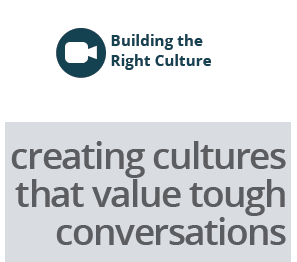 Building the
Right Culture
creating cultures
that value tough
conversations